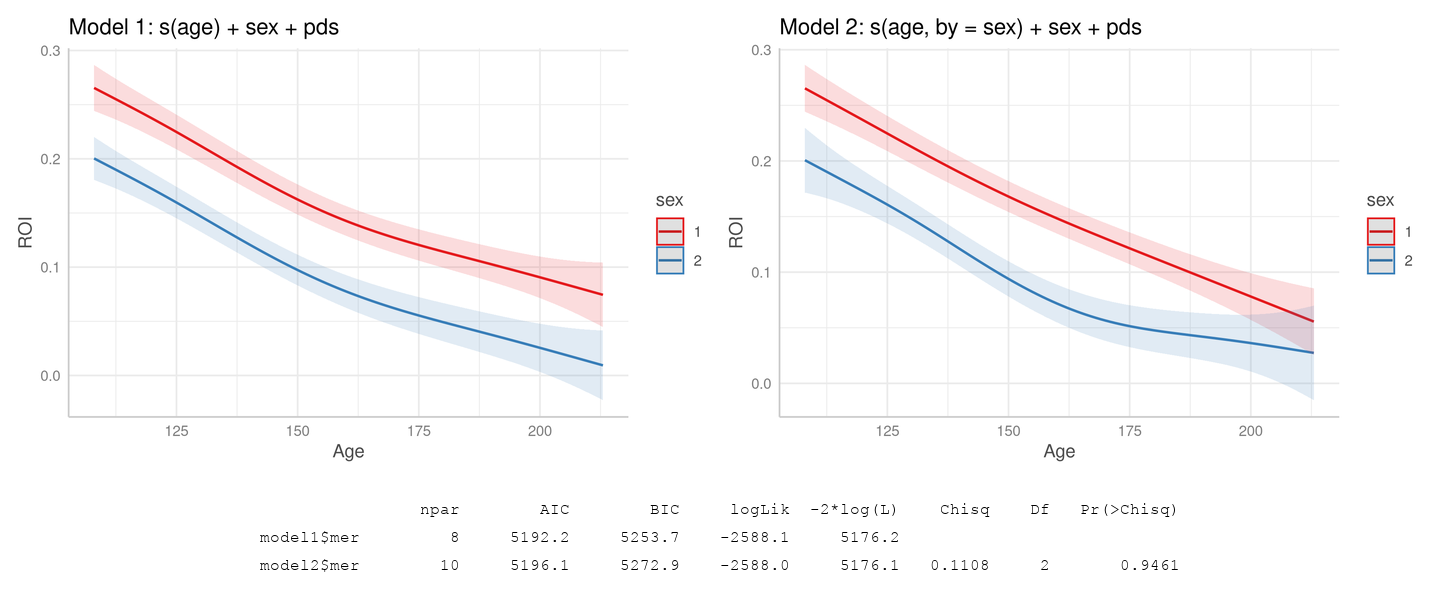 Model 1: s(age) + sex + pds
0.3
0.2
0.1
0.0
ROI
125 150 175 200
Age
sex
1
2
Model 2: s(age, by = sex) + sex + pds
0.3
0.2
0.1
0.0
ROI
125 150 175 200
Age
sex
1
2
npar AIC BIC logLik -2*log(L) Chisq Df Pr(>Chisq)
model1$mer 8 5192.2 5253.7 -2588.1 5176.2
model2$mer 10 5196.1 5272.9 -2588.0 5176.1 0.1108 2 0.9461